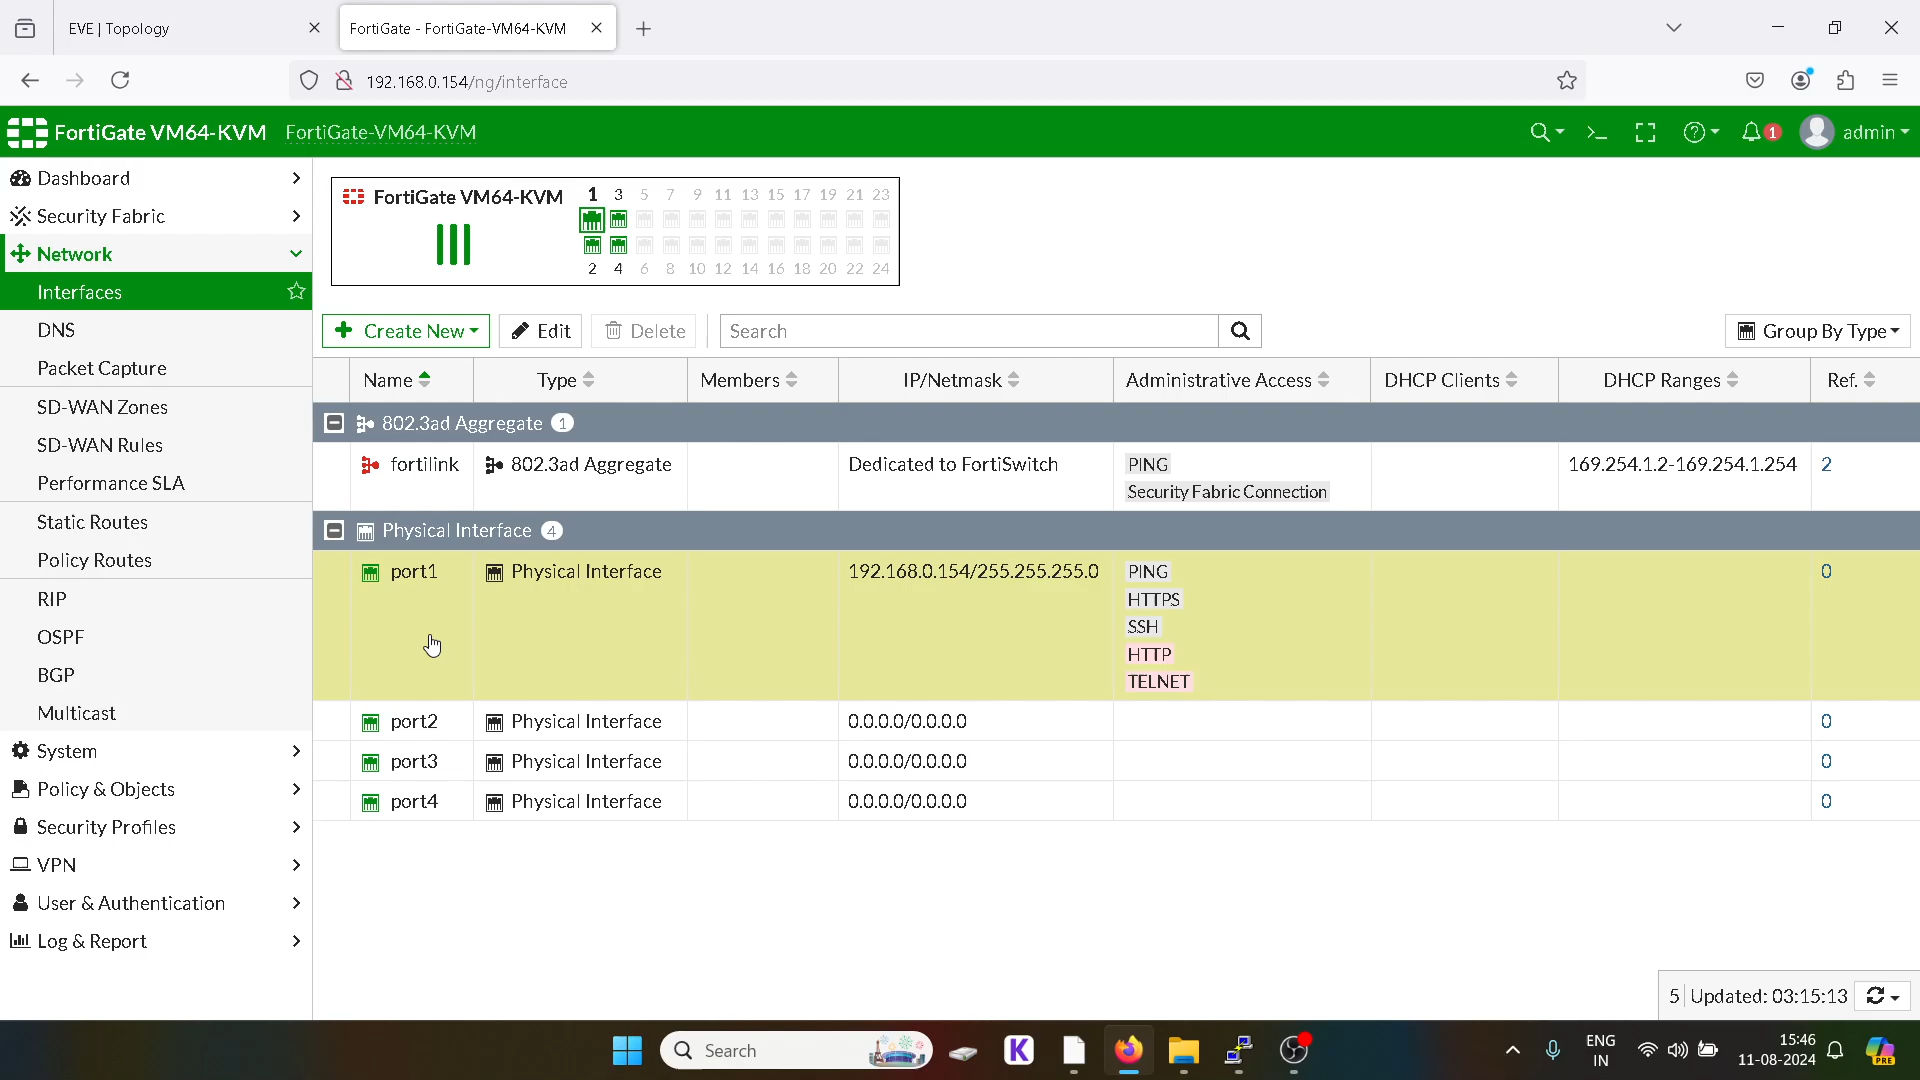 EVE | Topology
FortiGate - FortiGate-VM64-KVM
192.168.0.154/ng/interface
FortiGate VM64-KVM FortiGate-VM64-KVM
1
admin
Dashboard
Security Fabric
Network
Interfaces
DNS
Packet Capture
SD-WAN Zones
SD-WAN Rules
Performance SLA
Static Routes
Policy Routes
RIP
OSPF
BGP
Multicast
System
Policy & Objects
Security Profiles
VPN
User & Authentication
Log & Report
FortiGate VM64-KVM
1 3 5 7 9 11 13 15 17 19 21 23
2 4 6 8 10 12 14 16 18 20 22 24
Create New Edit Delete Search Group By Type
Name Type Members IP/Netmask Administrative Access DHCP Clients DHCP Ranges Ref.
802.3ad Aggregate 1
fortilink 802.3ad Aggregate Dedicated to FortiSwitch PING 169.254.1.2-169.254.1.254 2
Security Fabric Connection
Physical Interface 4
port1 Physical Interface 192.168.0.154/255.255.255.0 PING 0
HTTPS
SSH
HTTP
TELNET
port2 Physical Interface 0.0.0.0/0.0.0.0 0
port3 Physical Interface 0.0.0.0/0.0.0.0 0
port4 Physical Interface 0.0.0.0/0.0.0.0 0
5 Updated: 03:15:13
Search
K
ENG
IN
15:46
11-08-2024
PRE